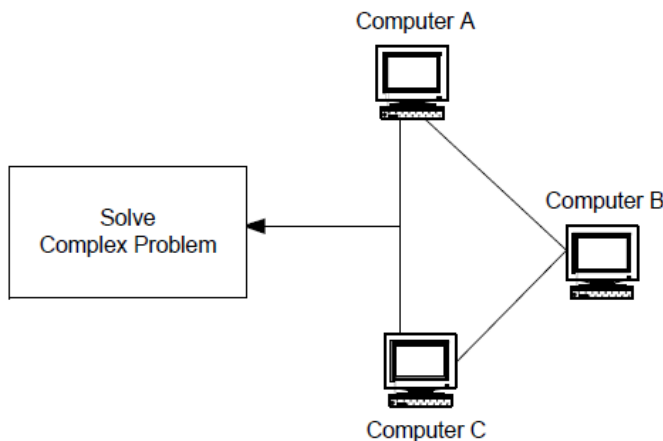 Computer A
Solve
Complex Problem
Computer B
Computer C